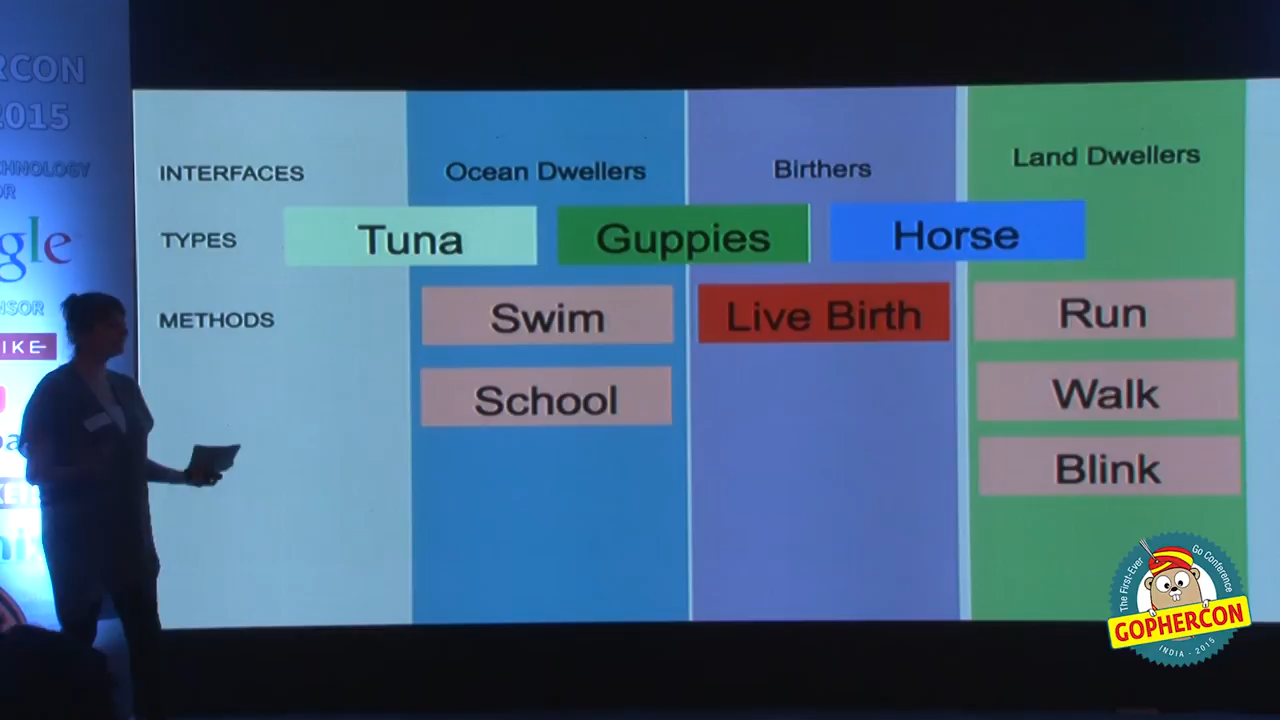 RCON
2015
CHNOLOGY
OR
gle
NSOR
IKE
INTERFACES
Ocean Dwellers
Birthers
Land Dwellers
TYPES
Tuna
Guppies
Horse
METHODS
Swim
Live Birth
Run
School
Walk
Blink
The First-Ever
Go Conference
GOPHERCON
INDIA - 2015